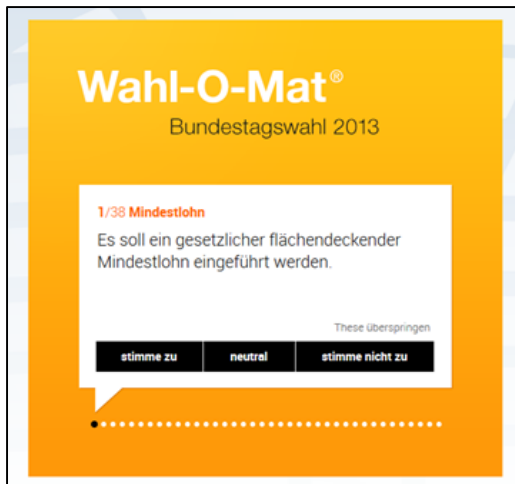 Wahl-O-Mat®
Bundestagswahl 2013
1/38 Mindestlohn
Es soll ein gesetzlicher flächendeckender
Mindestlohn eingeführt werden.
These überspringen
stimme zu neutral stimme nicht zu